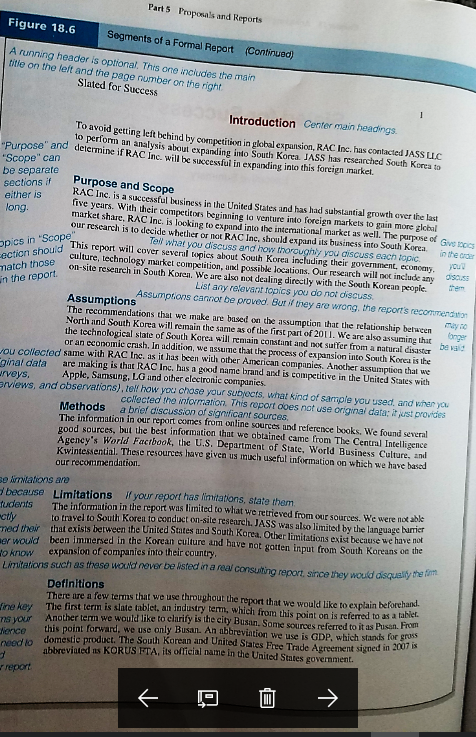 Part 5 Proposals and Reports
Figure 18.6 Segments of a Formal Report (Continued)
A running header is optional. This one includes the main
title on the left and the page number on the right.
Slated for Success
1
Introduction Center main headings.
To avoid getting left behind by competition in global expansion, RAC Inc. has contacted JASS LLC
to perform an analysis about expanding into South Korea. JASS has researched South Korea to
determine if RAC Inc. will be successful in expanding into this foreign market.
"Purpose" and
"Scope" can
be separate
sections if
either is
long.
Purpose and Scope
RAC Inc. is a successful business in the United States and has had substantial growth over the last
five years. With their competitors beginning to venture into foreign markets to gain more global
market share, RAC Inc. is looking to expand into the international market as well. The purpose of
our research is to decide whether or not RAC Inc. should expand its business into South Korea.
Tell what you discuss and how thoroughly you discuss each topic.
Give topics
in the order
you'll
discuss
them.
opics in "Scope"
ection should
match those
in the report.
This report will cover several topics about South Korea including their government, economy,
culture, technology market competition, and possible locations. Our research will not include any
on-site research in South Korea. We are also not dealing directly with the South Korean people.
List any relevant topics you do not discuss.
Assumptions Assumptions cannot be proved. But if they are wrong, the report's recommendation
may no
longer
be valid.
The recommendations that we make are based on the assumption that the relationship between
North and South Korea will remain the same as of the first part of 2011. We are also assuming that
the technological state of South Korea will remain constant and not suffer from a natural disaster
or an economic crush. In addition, we assume that the process of expansion into South Korea is the
same with RAC Inc. as it has been with other American companies. Another assumption that we
are making is that RAC Inc. has a good name brand and is competitive in the United States with
Apple, Samsung, LG and other electronic companies.
you collected
ginal data
rveys,
erviews, and observations), tell how you chose your subjects, what kind of sample you used, and when you
collected the information. This report does not use original data; it just provides
a brief discussion of significant sources.
Methods
The information in our report comes from online sources and reference books. We found several
good sources, but the best information that we obtained came from The Central Intelligence
Agency's World Factbook, the U.S. Department of State, World Business Culture, and
Kwintessential. These resources have given us much useful information on which we have based
our recommendation.
se limitations are
d because
tudents
ctly
med their
er would
to know
Limitations If your report has limitations, state them.
The information in the report was limited to what we retrieved from our sources. We were not able
to travel to South Korea to conduct on-site research. JASS was also limited by the language barrier
that exists between the United States and South Korea. Other limitations exist because we have not
been immersed in the Korean culture and have not gotten input from South Koreans on the
expansion of companies into their country.
Limitations such as these would never be listed in a real consulting report, since they would disqualify the firm.
Definitions
There are a few terms that we use throughout the report that we would like to explain beforehand.
The first term is slate tablet, an industry term, which from this point on is referred to as a tablet.
Another term we would like to clarify is the city Busan. Some sources referred to it as Pusan. From
this point forward, we use only Busan. An abbreviation we use is GDP, which stands for gross
domestic product. The South Korean and United States Free Trade Agreement signed in 2007 is
abbreviated as KORUS FTA, its official name in the United States government.
fine key
ms your
dience
need to
d
r report.